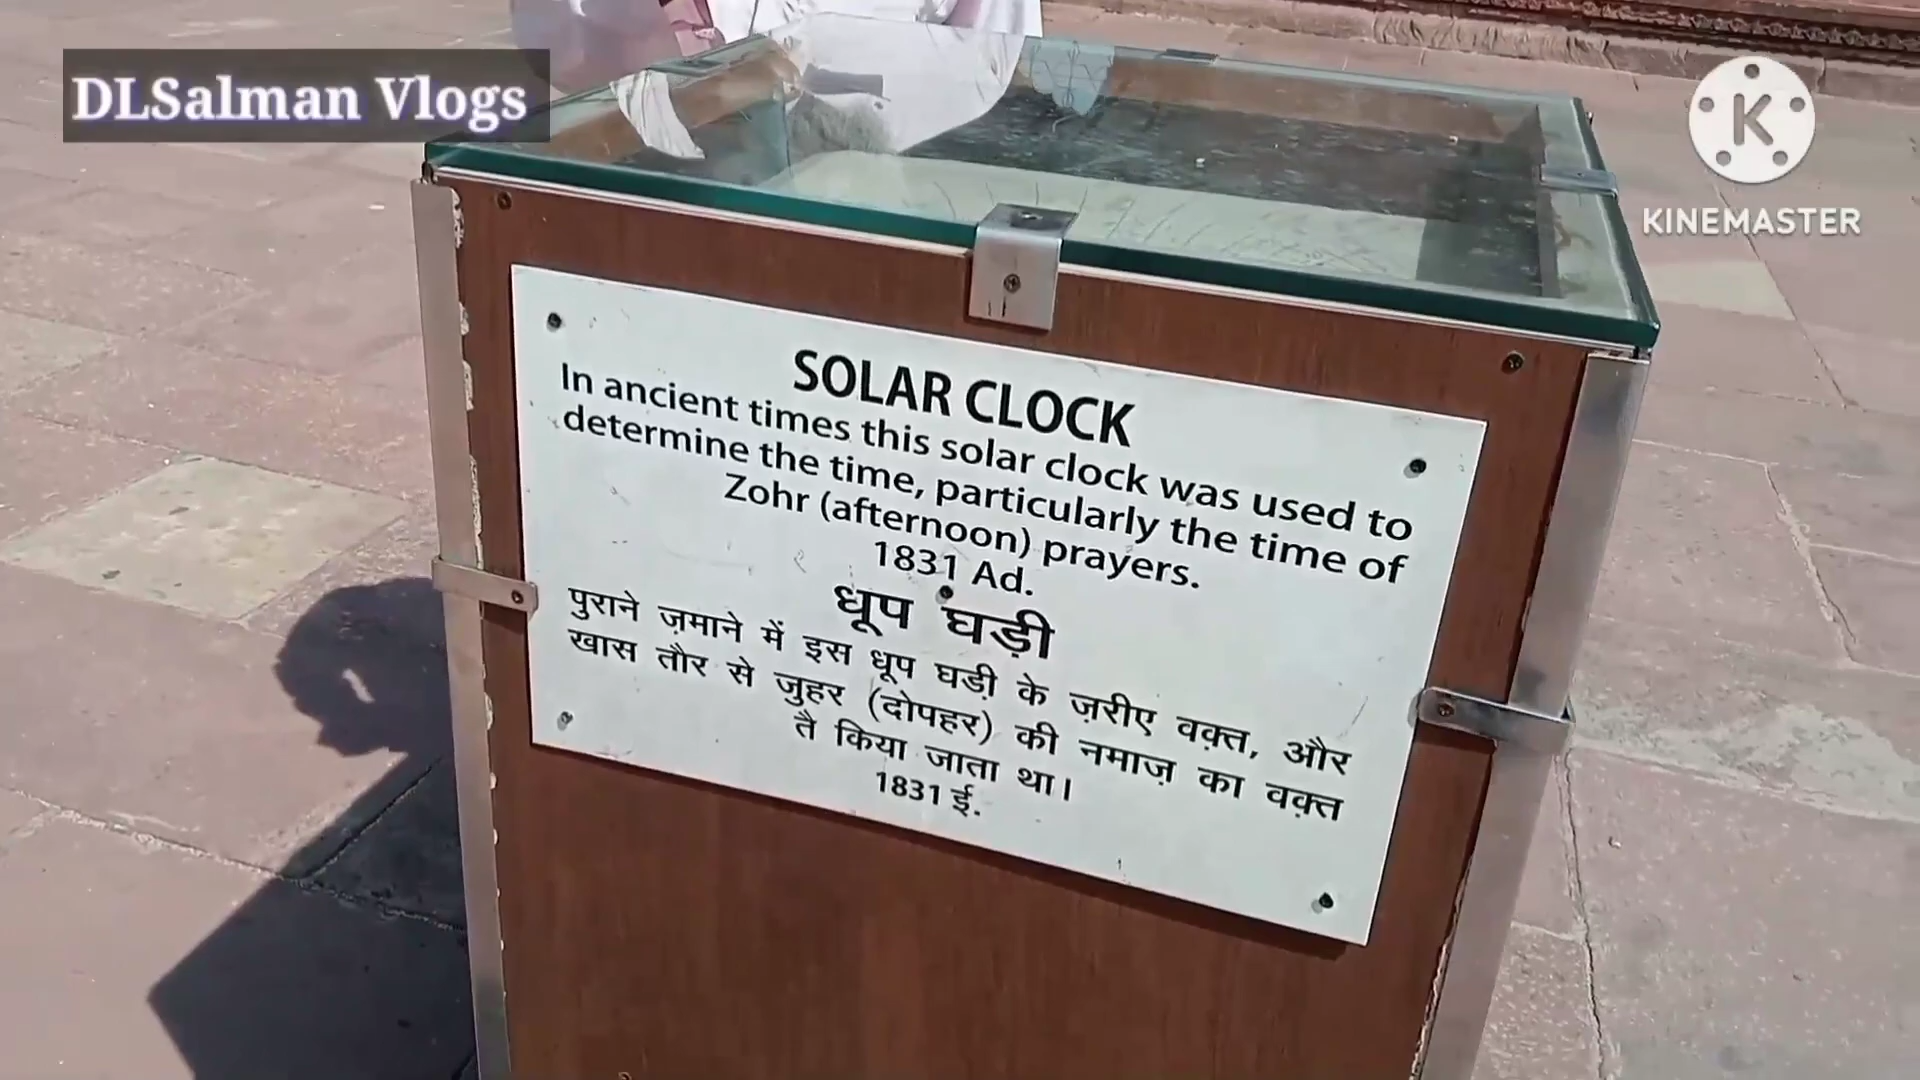 DLSalman Vlogs
K
KINEMASTER
SOLAR CLOCK
In ancient times this solar clock was used to
determine the time, particularly the time of
Zohr (afternoon) prayers.
1831 Ad.
धूप घड़ी
पुराने ज़माने में इस धूप घड़ी के ज़रीए वक़्त, और
खास तौर से जुहर (दोपहर) की नमाज़ का वक़्त
तै किया जाता था।
1831 ई.